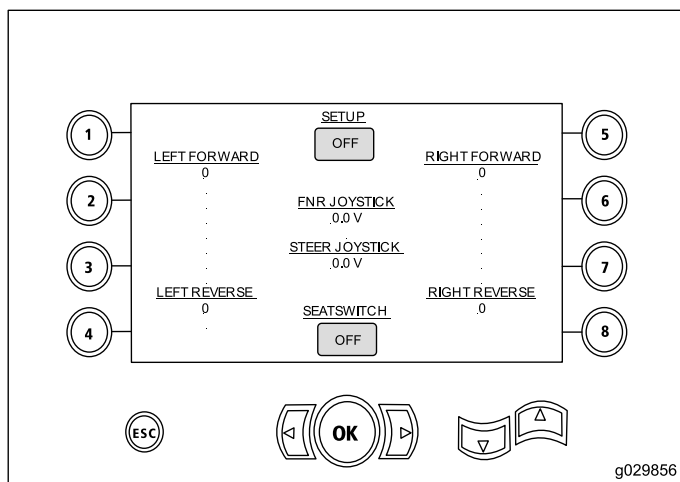 SETUP
OFF
1
5
LEFT FORWARD
RIGHT FORWARD
0
0
2
6
FNR JOYSTICK
0.0 V
STEER JOYSTICK
0.0 V
3
7
LEFT REVERSE
RIGHT REVERSE
0
0
SEATSWITCH
OFF
4
8
ESC
OK
g029856